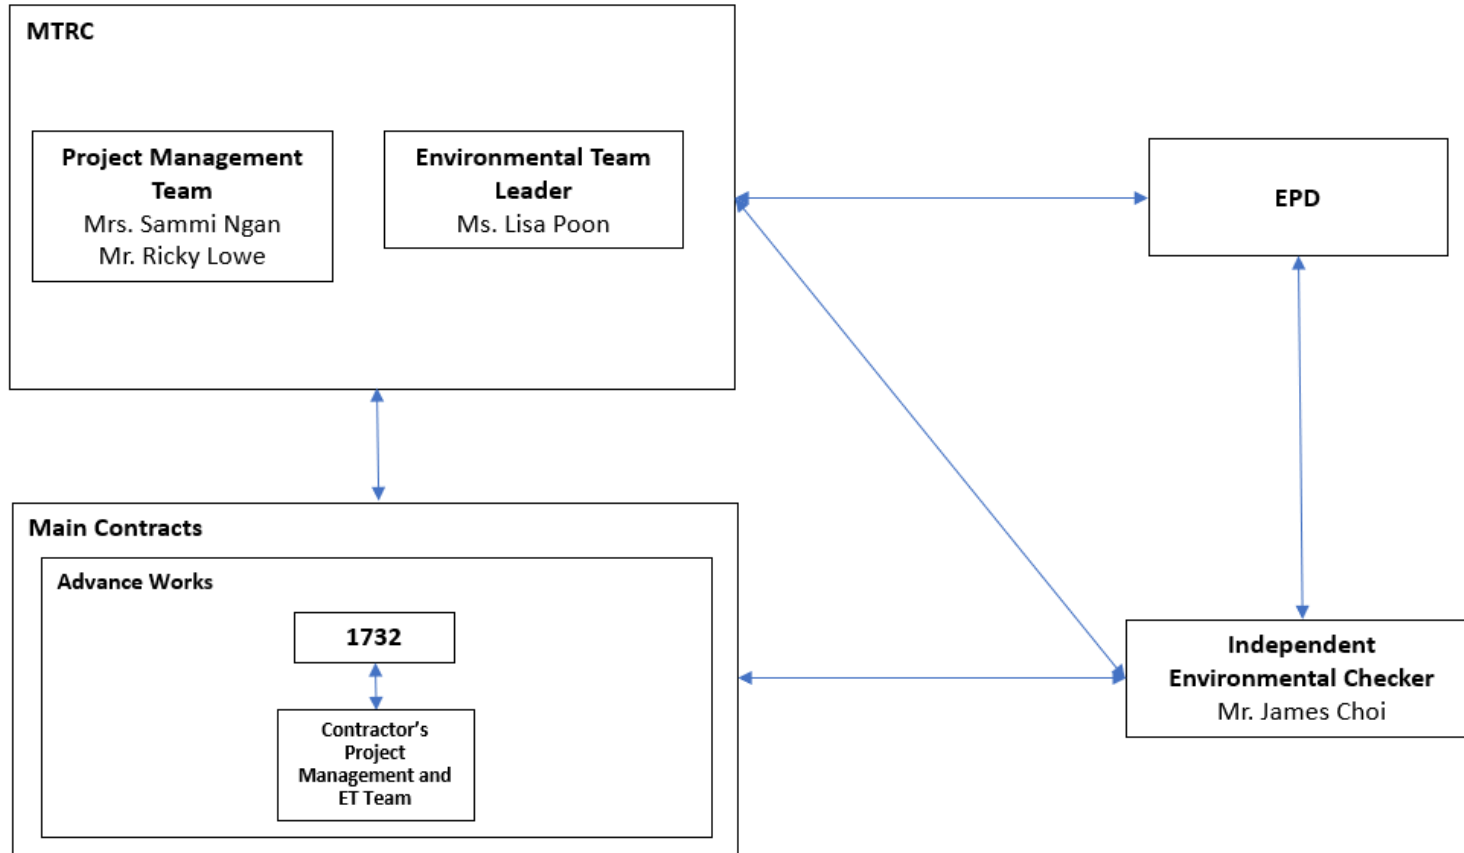 MTRC
Project Management
Team
Mrs. Sammi Ngan
Mr. Ricky Lowe
Environmental Team
Leader
Ms. Lisa Poon
EPD
Main Contracts
Advance Works
1732
Contractor’s
Project
Management and
ET Team
Independent
Environmental Checker
Mr. James Choi